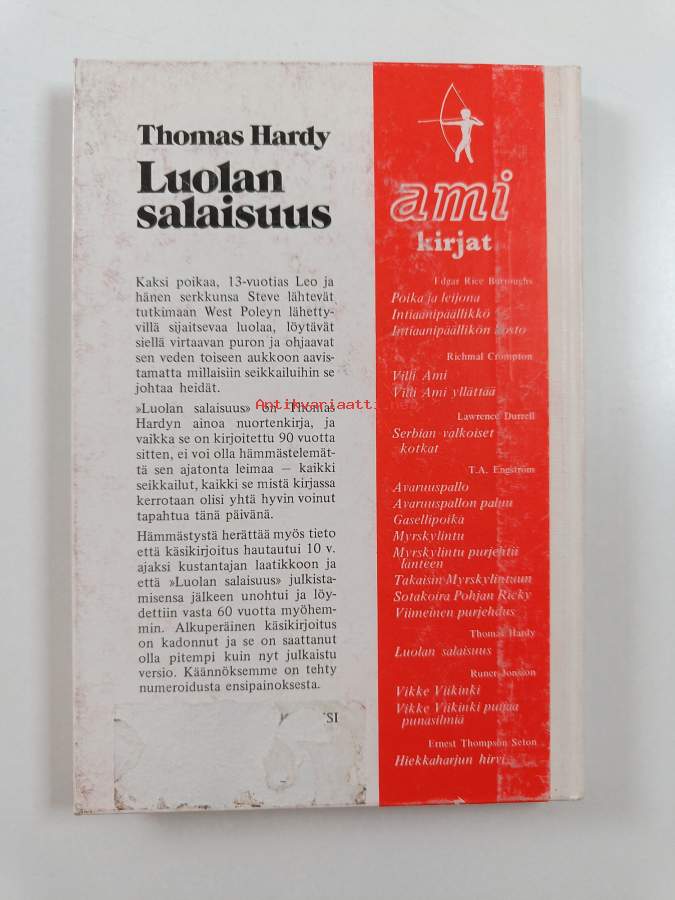 Thomas Hardy
Luolan
salaisuus
Kaksi poikaa, 13-vuotias Leo ja
hänen serkkunsa Steve lähtevät
tutkimaan West Poleyn lähetty-
villä sijaitsevaa luolaa, löytävät
siellä virtaavan puron ja ohjaavat
sen veden toiseen aukkoon aavis-
tamatta millaisiin seikkailuihin se
johtaa heidät.
»Luolan salaisuus» on Thomas
Hardyn ainoa nuortenkirja, ja
vaikka se on kirjoitettu 90 vuotta
sitten, ei voi olla hämmästelemät-
tä sen ajatonta leimaa — kaikki
seikkailut, kaikki se mistä kirjassa
kerrotaan olisi yhtä hyvin voinut
tapahtua tänä päivänä.
Hämmästystä herättää myös tieto
että käsikirjoitus hautautui 10 v.
ajaksi kustantajan laatikkoon ja
että »Luolan salaisuus» julkista-
misensa jälkeen unohtui ja löy-
dettiin vasta 60 vuotta myöhem-
min. Alkuperäinen käsikirjoitus
on kadonnut ja se on saattanut
olla pitempi kuin nyt julkaistu
versio. Käännöksemme on tehty
numeroidusta ensipainoksesta.
ami
kirjat
Edgar Rice Burroughs
Poika ja leijona
Intiaanipäällikkö
Intiaanipäällikön kosto
Richmal Crompton
Villi Ami
Villi Ami yllättää
Lawrence Durrell
Serbian valkoiset
kotkat
T.A. Engström
Avaruuspallo
Avaruuspallon paluu
Gasellipoika
Myrskylintu
Myrskylintu purjehtii
länteen
Takaisin Myrskylintuun
Sotakoira Pohjan Ricky
Viimeinen purjehdus
Thomas Hardy
Luolan salaisuus
Runer Jonsson
Vikke Viikinki
Vikke Viikinki puijaa
punasilmiä
Ernest Thompson Seton
Hiekkaharjun hirvi